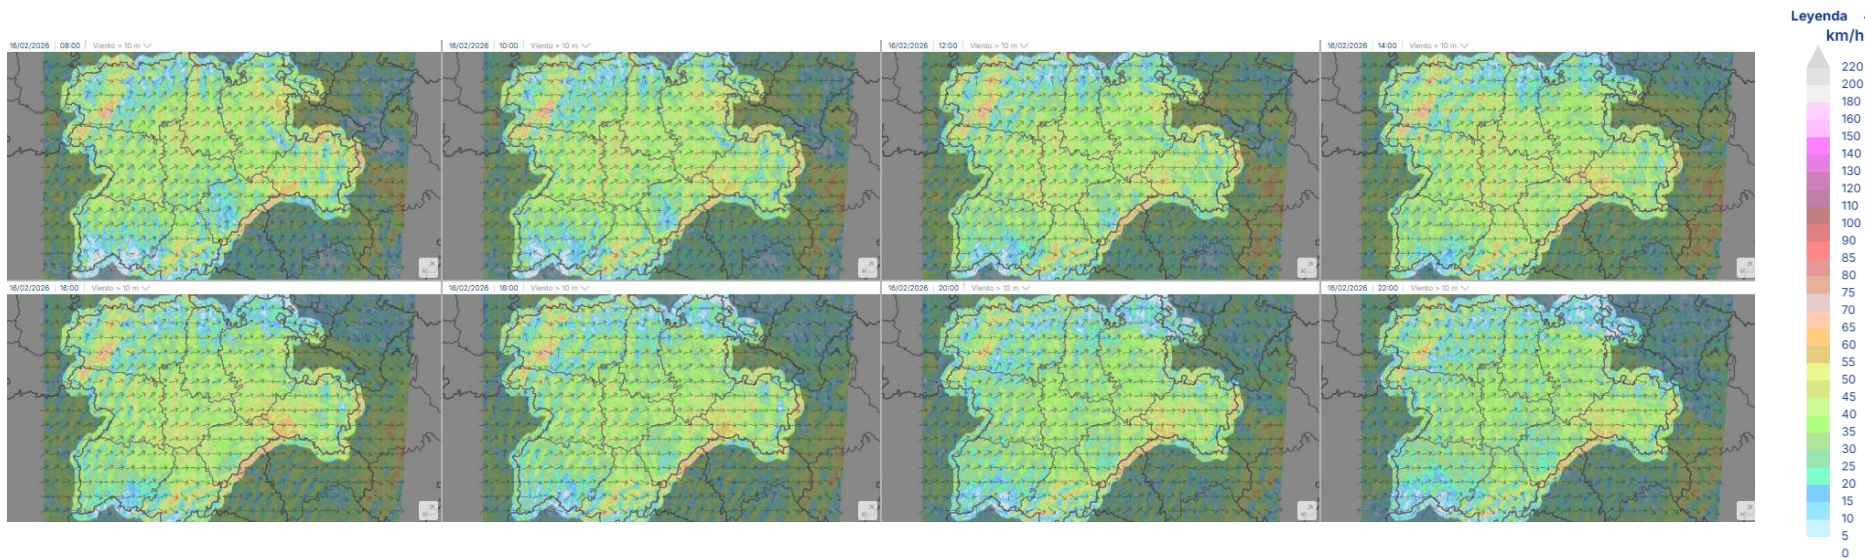 Leyenda
km/h
16/02/2026 08:00 Viento > 10 m
16/02/2026 10:00 Viento > 10 m
16/02/2026 12:00 Viento > 10 m
16/02/2026 14:00 Viento > 10 m
16/02/2026 16:00 Viento > 10 m
16/02/2026 18:00 Viento > 10 m
16/02/2026 20:00 Viento > 10 m
16/02/2026 22:00 Viento > 10 m
220
200
180
160
150
140
130
120
110
100
90
85
80
75
70
65
60
55
50
45
40
35
30
25
20
15
10
5
0